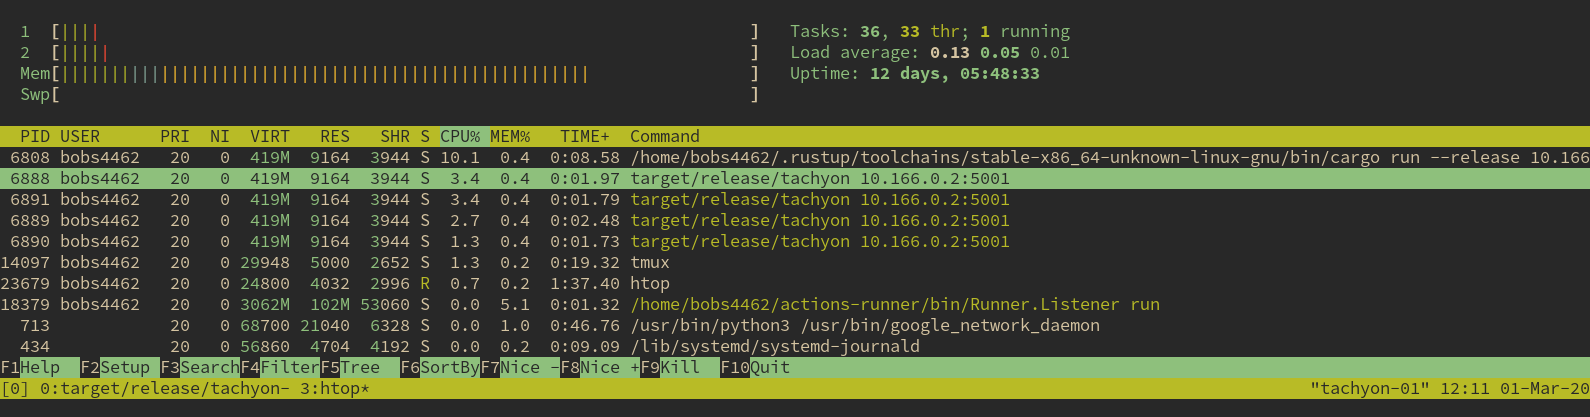 1  [||||                                                                 ]   Tasks: 36, 33 thr; 1 running
2  [|||||                                                                ]   Load average: 0.13 0.05 0.01
Mem[|||||||||||||||||||||||||||||||||||||||||||||||||||||                ]   Uptime: 12 days, 05:48:33
Swp[                                                                     ]
PID USER      PRI  NI  VIRT   RES   SHR S CPU% MEM%   TIME+  Command
6808 bobs4462   20   0  419M  9164  3944 S 10.1  0.4  0:08.58 /home/bobs4462/.rustup/toolchains/stable-x86_64-unknown-linux-gnu/bin/cargo run --release 10.166
6888 bobs4462   20   0  419M  9164  3944 S  3.4  0.4  0:01.97 target/release/tachyon 10.166.0.2:5001
6891 bobs4462   20   0  419M  9164  3944 S  3.4  0.4  0:01.79 target/release/tachyon 10.166.0.2:5001
6889 bobs4462   20   0  419M  9164  3944 S  2.7  0.4  0:02.48 target/release/tachyon 10.166.0.2:5001
6890 bobs4462   20   0  419M  9164  3944 S  1.3  0.4  0:01.73 target/release/tachyon 10.166.0.2:5001
14097 bobs4462   20   0 29948  5000  2652 S  1.3  0.2  0:19.32 tmux
23679 bobs4462   20   0 24800  4032  2996 R  0.7  0.2  1:37.40 htop
18379 bobs4462   20   0 3062M  102M 53060 S  0.0  5.1  0:01.32 /home/bobs4462/actions-runner/bin/Runner.Listener run
713            20   0 68700 21040  6328 S  0.0  1.0  0:46.76 /usr/bin/python3 /usr/bin/google_network_daemon
434            20   0 56860  4704  4192 S  0.0  0.2  0:09.09 /lib/systemd/systemd-journald
F1Help  F2Setup F3SearchF4FilterF5Tree  F6SortByF7Nice -F8Nice +F9Kill  F10Quit
[0] 0:target/release/tachyon- 3:htop*    "tachyon-01" 12:11 01-Mar-20